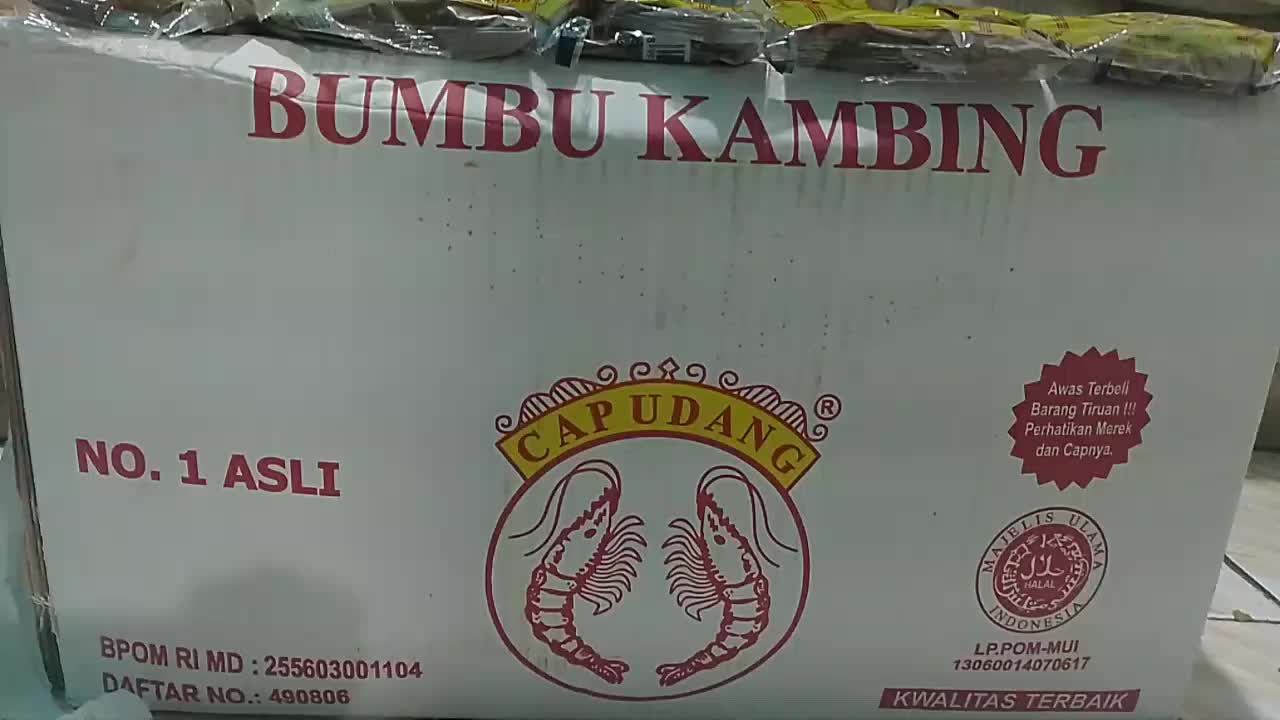 BUMBU KAMBING
CAP UDANG
®
Awas Terbeli
Barang Tiruan !!!
Perhatikan Merek
dan Capnya.
NO. 1 ASLI
MAJELIS ULAMA
حلال
HALAL
INDONESIA
LP.POM-MUI
13060014070617
BPOM RI MD : 255603001104
DAFTAR NO.: 490806
KWALITAS TERBAIK